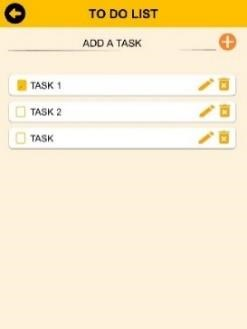 TO DO LIST
ADD A TASK
TASK 1
TASK 2
TASK